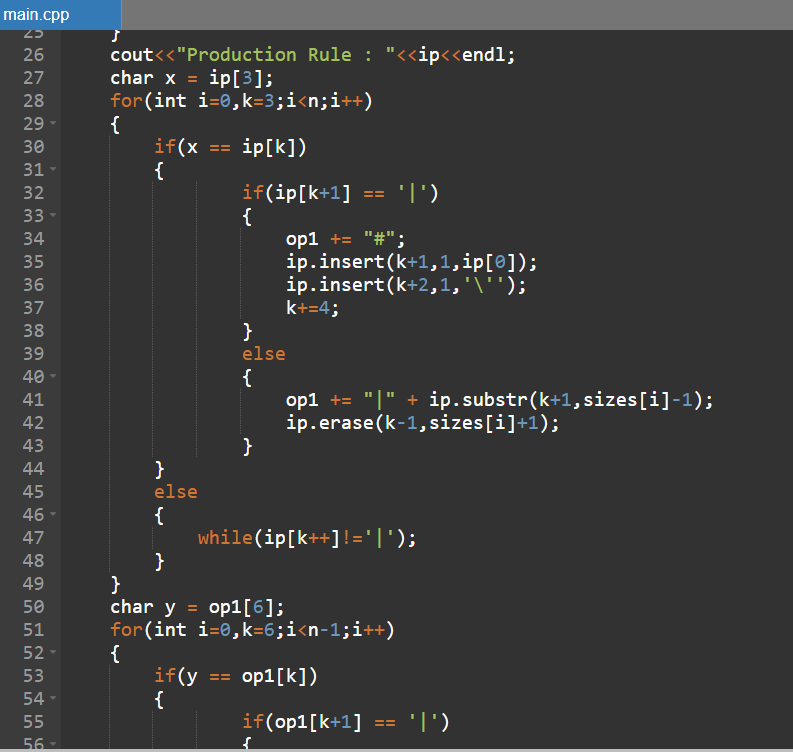 main.cpp
25 }
26 cout<<"Production Rule : "<<ip<<endl;
27 char x = ip[3];
28 for(int i=0,k=3;i<n;i++)
29 {
30 if(x == ip[k])
31 {
32 if(ip[k+1] == '|')
33 {
34 op1 += "#";
35 ip.insert(k+1,1,ip[0]);
36 ip.insert(k+2,1,'\'');
37 k+=4;
38 }
39 else
40 {
41 op1 += "|" + ip.substr(k+1,sizes[i]-1);
42 ip.erase(k-1,sizes[i]+1);
43 }
44 }
45 else
46 {
47 while(ip[k++]!='|');
48 }
49 }
50 char y = op1[6];
51 for(int i=0,k=6;i<n-1;i++)
52 {
53 if(y == op1[k])
54 {
55 if(op1[k+1] == '|')
56 {